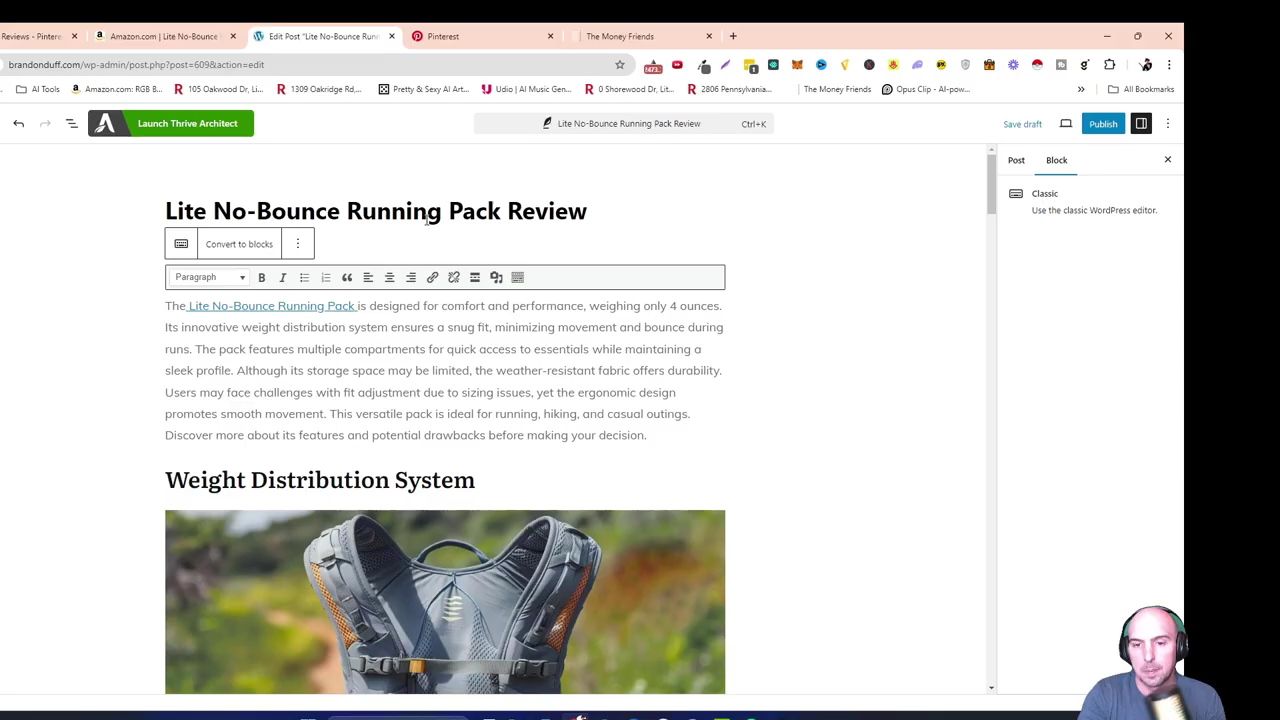 Reviews - Pintere
Amazon.com | Lite No-Bounce
Edit Post "Lite No-Bounce Runn
Pinterest
The Money Friends
brandonduff.com/wp-admin/post.php?post=609&action=edit
AI Tools
Amazon.com: RGB B...
105 Oakwood Dr, Lin...
1309 Oakridge Rd,...
Pretty & Sexy AI Art...
Udio | AI Music Gen...
0 Shorewood Dr, Lit...
2806 Pennsylvania...
The Money Friends
Opus Clip - AI-pow...
All Bookmarks
Launch Thrive Architect
Lite No-Bounce Running Pack Review
Ctrl+K
Save draft
Publish
Post
Block
Classic
Use the classic WordPress editor.
Lite No-Bounce Running Pack Review
Convert to blocks
Paragraph
The Lite No-Bounce Running Pack is designed for comfort and performance, weighing only 4 ounces.
Its innovative weight distribution system ensures a snug fit, minimizing movement and bounce during
runs. The pack features multiple compartments for quick access to essentials while maintaining a
sleek profile. Although its storage space may be limited, the weather-resistant fabric offers durability.
Users may face challenges with fit adjustment due to sizing issues, yet the ergonomic design
promotes smooth movement. This versatile pack is ideal for running, hiking, and casual outings.
Discover more about its features and potential drawbacks before making your decision.
Weight Distribution System